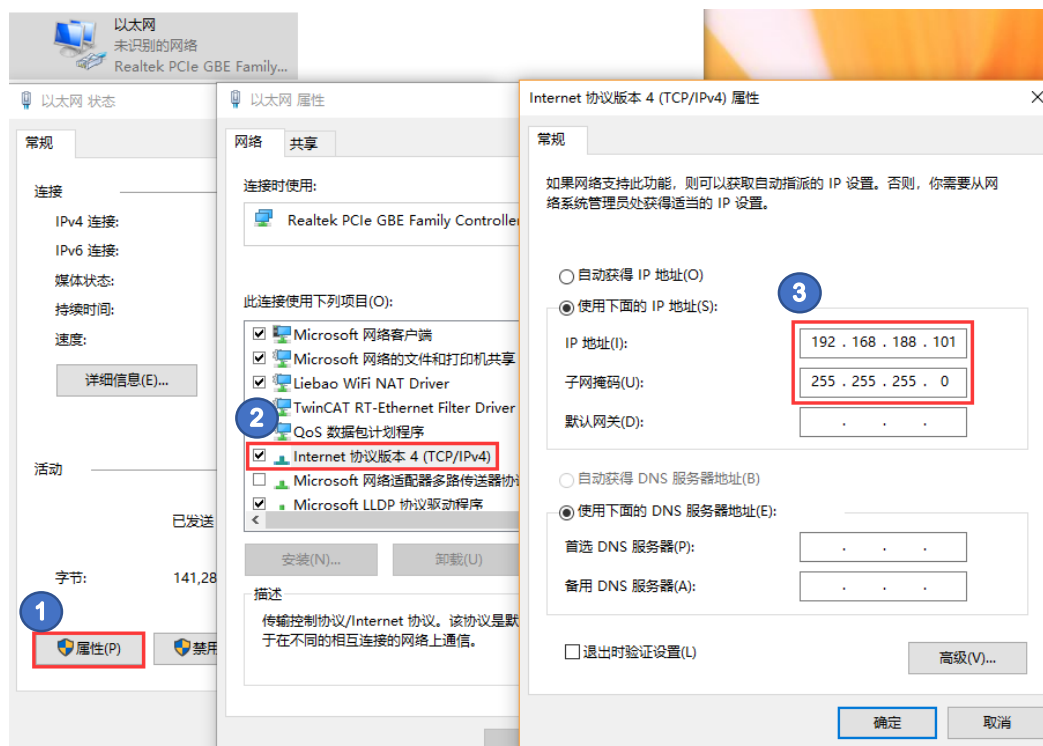 以太网
未识别的网络
Realtek PCIe GBE Family...
以太网 状态
常规
连接
IPv4 连接:
IPv6 连接:
媒体状态:
持续时间:
速度:
详细信息(E)...
活动
已发送
字节:
141,28
1
属性(P)
禁用
以太网 属性
网络
共享
连接时使用:
Realtek PCIe GBE Family Controller
此连接使用下列项目(O):
Microsoft 网络客户端
Microsoft 网络的文件和打印机共享
Liebao WiFi NAT Driver
TwinCAT RT-Ethernet Filter Driver
2
QoS 数据包计划程序
Internet 协议版本 4 (TCP/IPv4)
Microsoft 网络适配器多路传送器协议
Microsoft LLDP 协议驱动程序
安装(N)...
卸载(U)
描述
传输控制协议/Internet 协议。该协议是默
于在不同的相互连接的网络上通信。
Internet 协议版本 4 (TCP/IPv4) 属性
常规
如果网络支持此功能，则可以获取自动指派的 IP 设置。否则，你需要从网
络系统管理员处获得适当的 IP 设置。
自动获得 IP 地址(O)
3
使用下面的 IP 地址(S):
IP 地址(I):
192 . 168 . 188 . 101
子网掩码(U):
255 . 255 . 255 . 0
默认网关(D):
. . .
自动获得 DNS 服务器地址(B)
使用下面的 DNS 服务器地址(E):
首选 DNS 服务器(P):
. . .
备用 DNS 服务器(A):
. . .
退出时验证设置(L)
高级(V)...
确定
取消